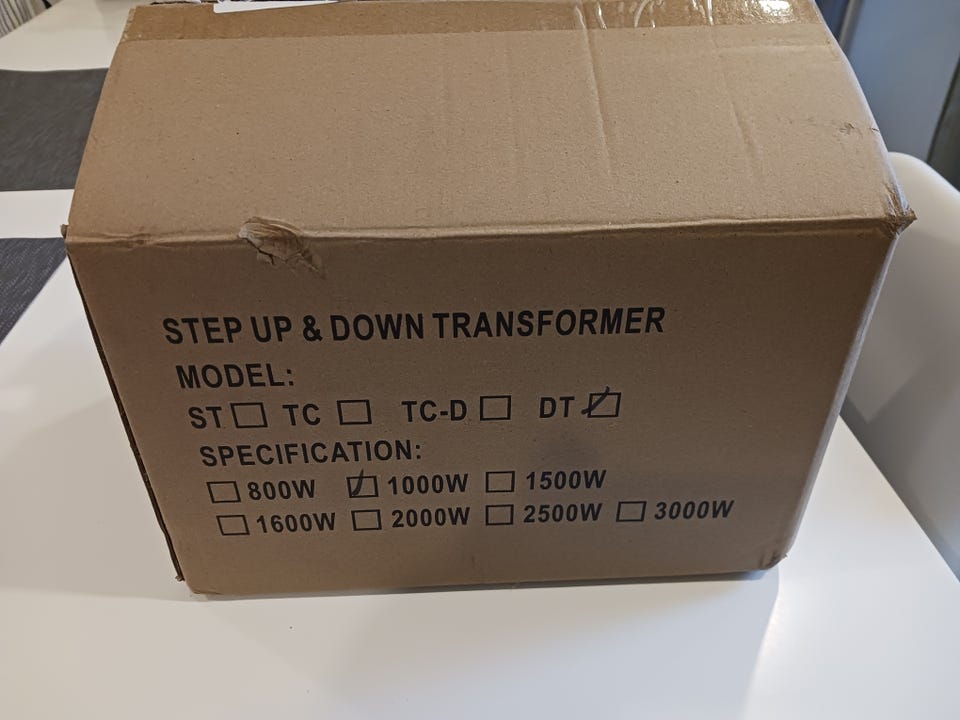 STEP UP & DOWN TRANSFORMER
MODEL:
ST ☐ TC ☐ TC-D ☐ DT ☑
SPECIFICATION:
☐ 800W ☑ 1000W ☐ 1500W
☐ 1600W ☐ 2000W ☐ 2500W ☐ 3000W